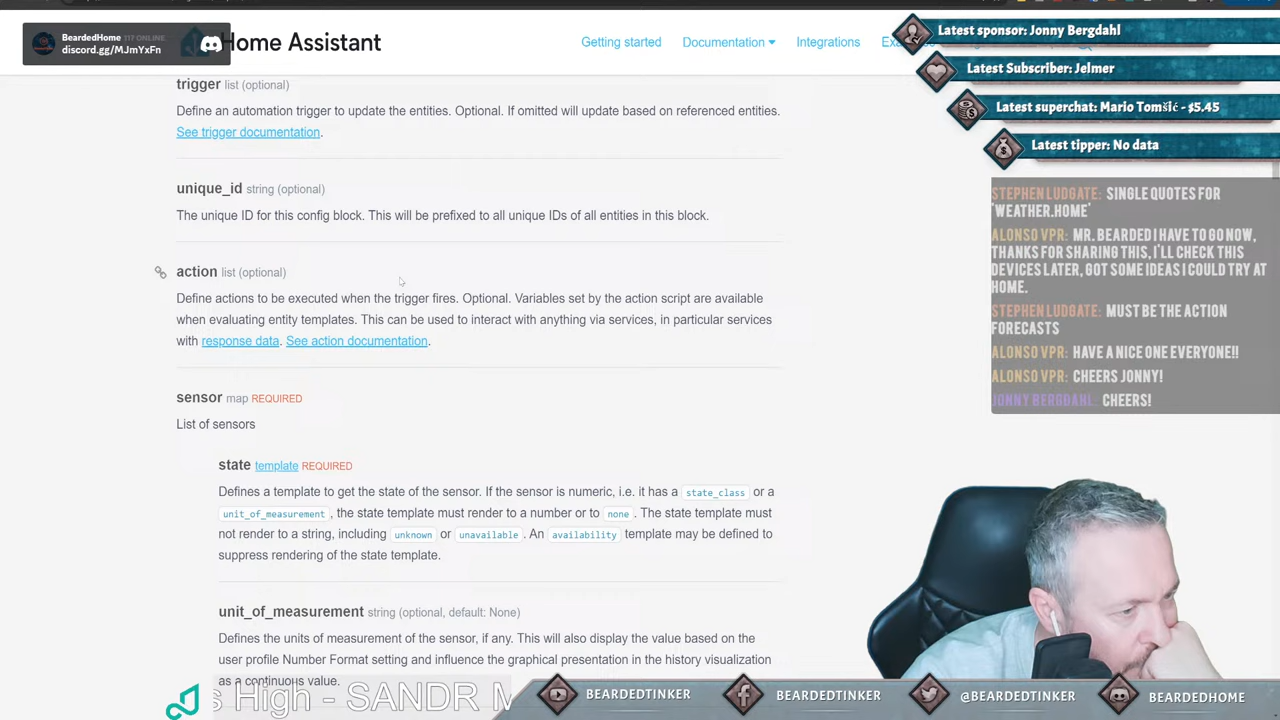 BeardedHome 117 ONLINE
discord.gg/MJmYxFn
Home Assistant
Getting started
Documentation
Integrations
Latest sponsor: Jonny Bergdahl
Latest Subscriber: Jelmer
Latest superchat: Mario Tomšić - $5.45
Latest tipper: No data
trigger list (optional)
Define an automation trigger to update the entities. Optional. If omitted will update based on referenced entities.
See trigger documentation.
unique_id string (optional)
The unique ID for this config block. This will be prefixed to all unique IDs of all entities in this block.
action list (optional)
Define actions to be executed when the trigger fires. Optional. Variables set by the action script are available
when evaluating entity templates. This can be used to interact with anything via services, in particular services
with response data. See action documentation.
sensor map REQUIRED
List of sensors
state template REQUIRED
Defines a template to get the state of the sensor. If the sensor is numeric, i.e. it has a state_class or a
unit_of_measurement, the state template must render to a number or to none. The state template must
not render to a string, including unknown or unavailable. An availability template may be defined to
suppress rendering of the state template.
unit_of_measurement string (optional, default: None)
Defines the units of measurement of the sensor, if any. This will also display the value based on the
user profile Number Format setting and influence the graphical presentation in the history visualization
as a continuous value.
STEPHEN LUDGATE: SINGLE QUOTES FOR
'WEATHER.HOME'
ALONSO VPR: MR. BEARDED I HAVE TO GO NOW,
THANKS FOR SHARING THIS, I'LL CHECK THIS
DEVICES LATER, GOT SOME IDEAS I COULD TRY AT
HOME.
STEPHEN LUDGATE: MUST BE THE ACTION
FORECASTS
ALONSO VPR: HAVE A NICE ONE EVERYONE!!
ALONSO VPR: CHEERS JONNY!
JONNY BERGDAHL: CHEERS!
s High - SANDR M
BEARDEDTINKER
BEARDEDTINKER
@BEARDEDTINKER
BEARDEDHOME